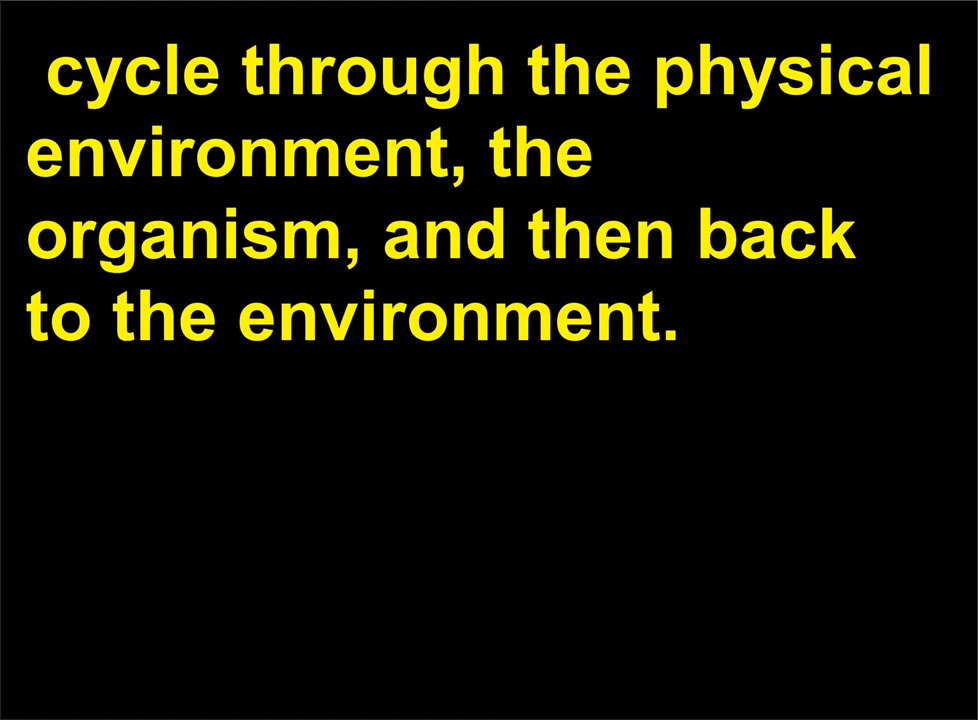 cycle through the physical
environment, the
organism, and then back
to the environment.